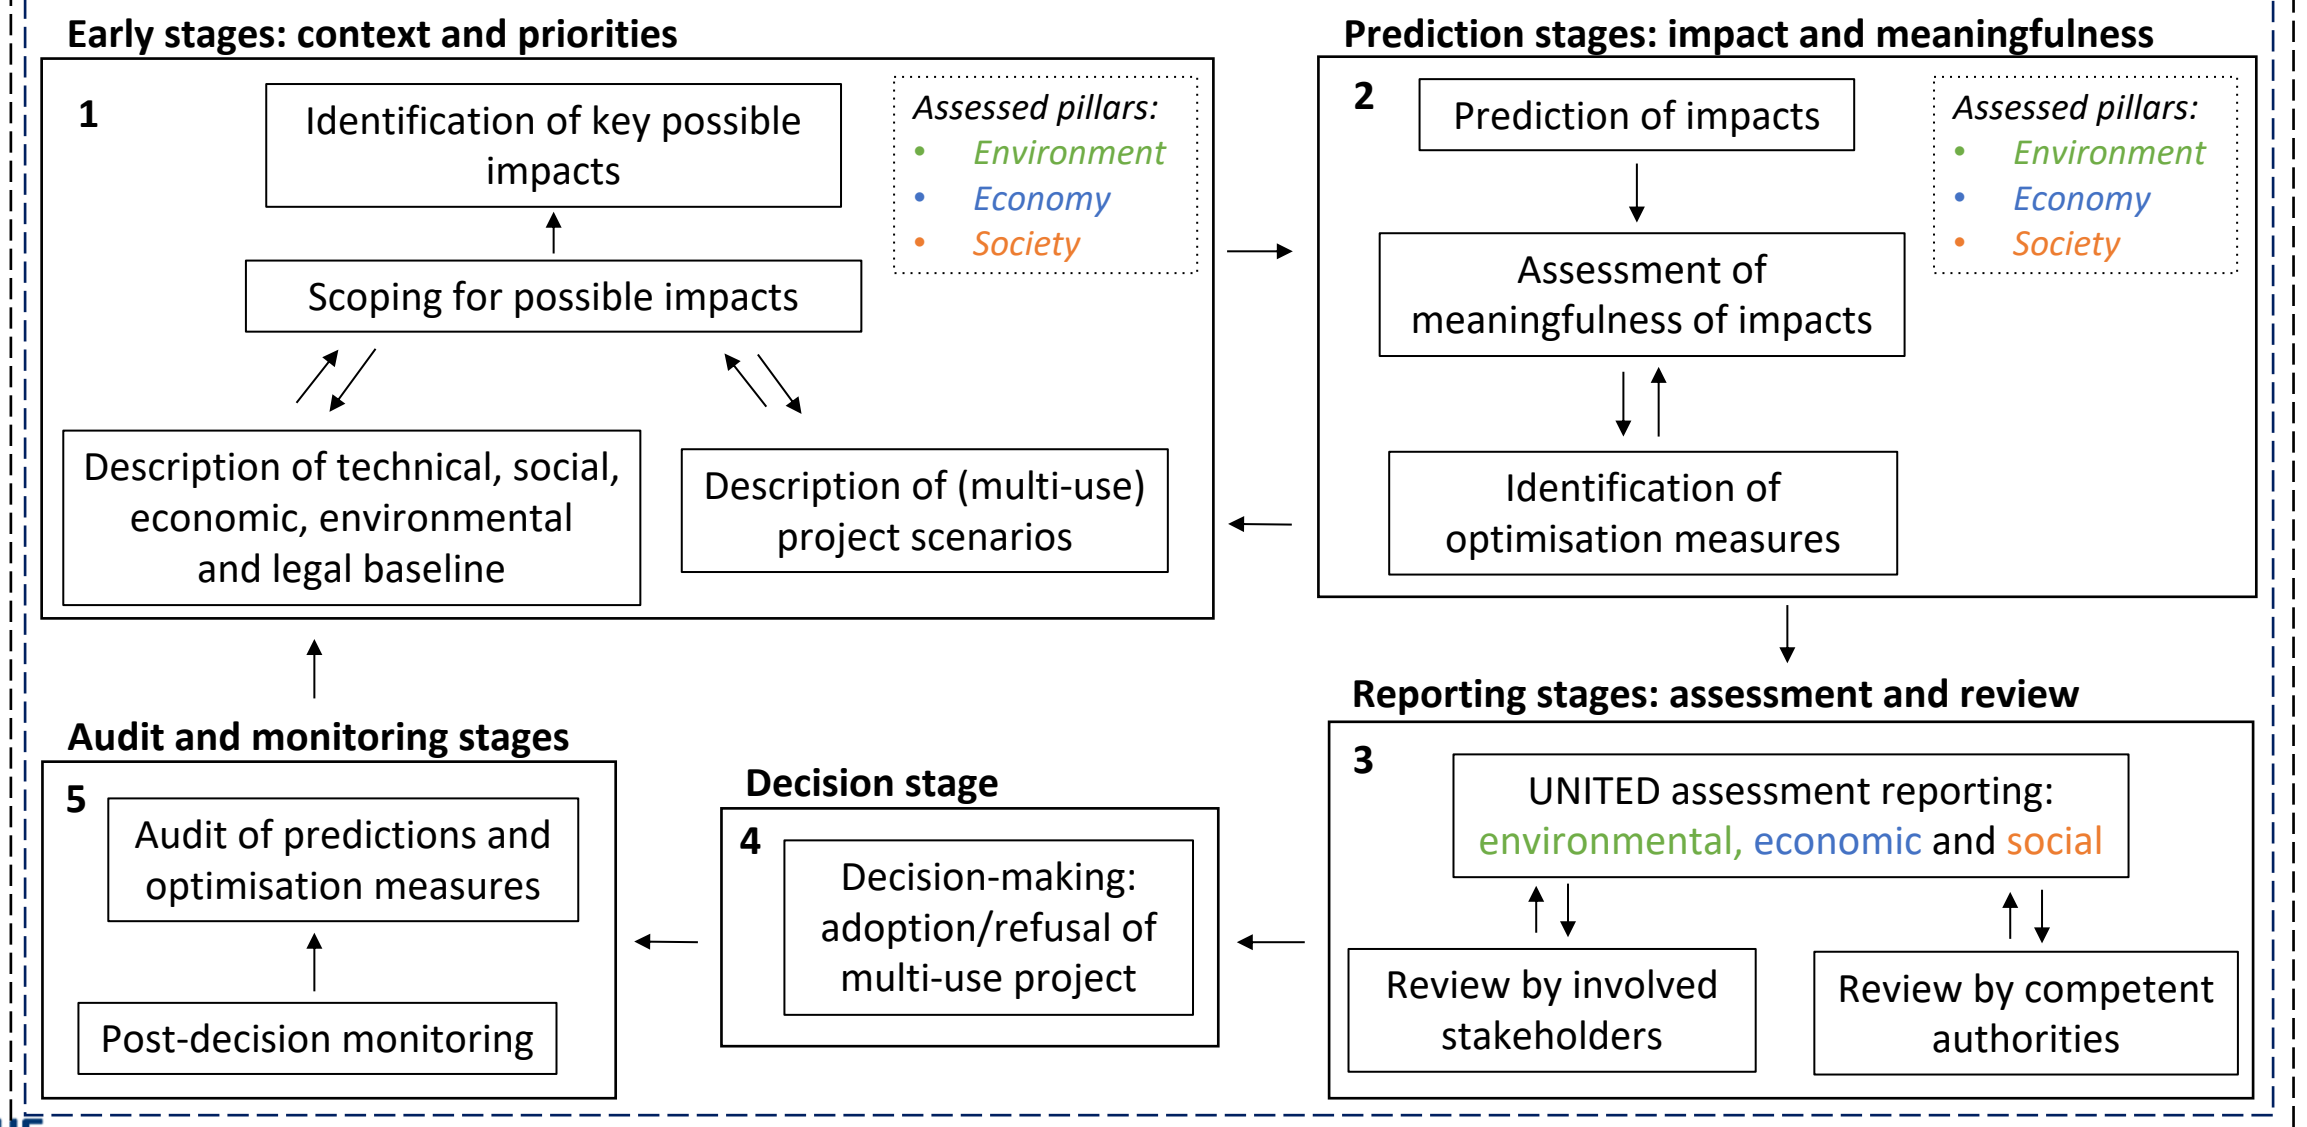 Early stages: context and priorities
1
Identification of key possible
impacts
Assessed pillars:
• Environment
• Economy
• Society
Scoping for possible impacts
Description of technical, social,
economic, environmental
and legal baseline
Description of (multi-use)
project scenarios
Prediction stages: impact and meaningfulness
2
Prediction of impacts
Assessed pillars:
• Environment
• Economy
• Society
Assessment of
meaningfulness of impacts
Identification of
optimisation measures
Reporting stages: assessment and review
3
UNITED assessment reporting:
environmental, economic and social
Review by involved
stakeholders
Review by competent
authorities
Decision stage
4
Decision-making:
adoption/refusal of
multi-use project
Audit and monitoring stages
5
Audit of predictions and
optimisation measures
Post-decision monitoring